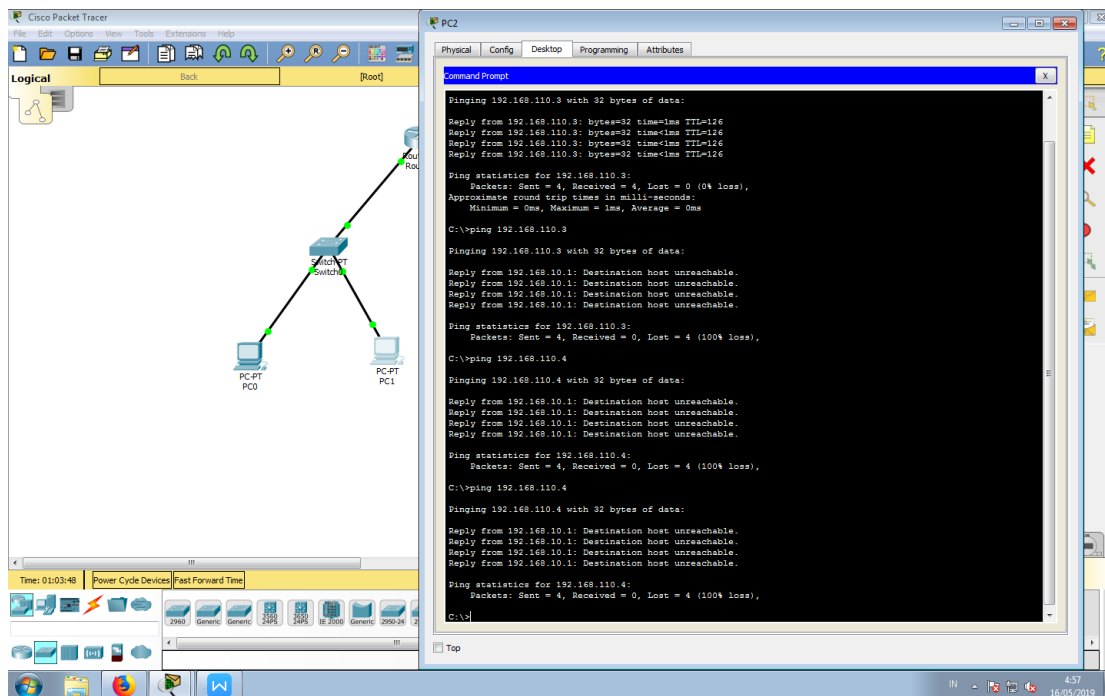 Cisco Packet Tracer
File Edit Options View Tools Extensions Help
Logical
Back
[Root]
Switch-PT
PC-PT
PC0
PC-PT
PC1
Time: 01:03:48
Power Cycle Devices
Fast Forward Time
2960
Generic
Generic
3560
24PS
3650
24PS
IE 2000
Generic
2950-24
PC2
Physical
Config
Desktop
Programming
Attributes
Command Prompt
X
Pinging 192.168.110.3 with 32 bytes of data:
Reply from 192.168.110.3: bytes=32 time=1ms TTL=126
Reply from 192.168.110.3: bytes=32 time<1ms TTL=126
Reply from 192.168.110.3: bytes=32 time<1ms TTL=126
Reply from 192.168.110.3: bytes=32 time<1ms TTL=126
Ping statistics for 192.168.110.3:
Packets: Sent = 4, Received = 4, Lost = 0 (0% loss),
Approximate round trip times in milli-seconds:
Minimum = 0ms, Maximum = 1ms, Average = 0ms
C:\>ping 192.168.110.3
Pinging 192.168.110.3 with 32 bytes of data:
Reply from 192.168.10.1: Destination host unreachable.
Reply from 192.168.10.1: Destination host unreachable.
Reply from 192.168.10.1: Destination host unreachable.
Reply from 192.168.10.1: Destination host unreachable.
Ping statistics for 192.168.110.3:
Packets: Sent = 4, Received = 0, Lost = 4 (100% loss),
C:\>ping 192.168.110.4
Pinging 192.168.110.4 with 32 bytes of data:
Reply from 192.168.10.1: Destination host unreachable.
Reply from 192.168.10.1: Destination host unreachable.
Reply from 192.168.10.1: Destination host unreachable.
Reply from 192.168.10.1: Destination host unreachable.
Ping statistics for 192.168.110.4:
Packets: Sent = 4, Received = 0, Lost = 4 (100% loss),
C:\>ping 192.168.110.4
Pinging 192.168.110.4 with 32 bytes of data:
Reply from 192.168.10.1: Destination host unreachable.
Reply from 192.168.10.1: Destination host unreachable.
Reply from 192.168.10.1: Destination host unreachable.
Reply from 192.168.10.1: Destination host unreachable.
Ping statistics for 192.168.110.4:
Packets: Sent = 4, Received = 0, Lost = 4 (100% loss),
C:\>
Top
IN
4:57
16/05/2019